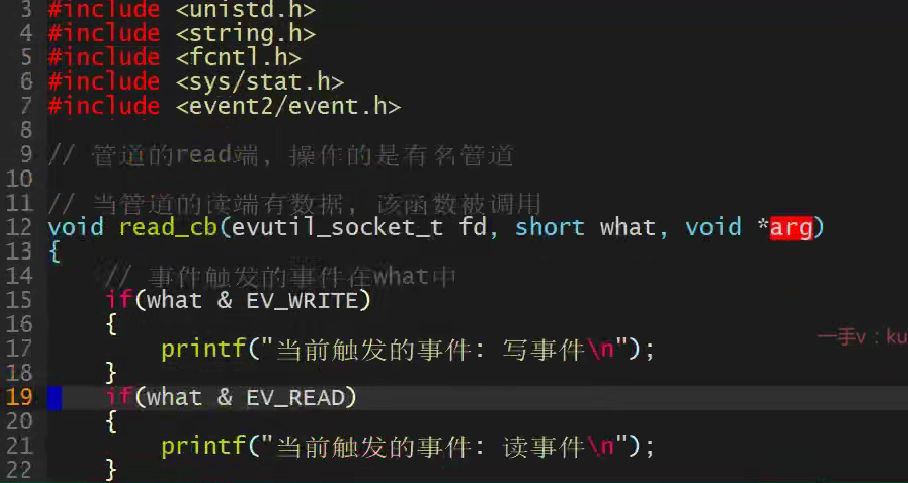 3 #include <unistd.h>
4 #include <string.h>
5 #include <fcntl.h>
6 #include <sys/stat.h>
7 #include <event2/event.h>
8
9 // 管道的read端，操作的是有名管道
10
11 // 当管道的读端有数据，该函数被调用
12 void read_cb(evutil_socket_t fd, short what, void *arg)
13 {
14     // 事件触发的事件在what中
15     if(what & EV_WRITE)
16     {
17         printf("当前触发的事件: 写事件\n");
一手v：ku
18     }
19     if(what & EV_READ)
20     {
21         printf("当前触发的事件: 读事件\n");
22     }